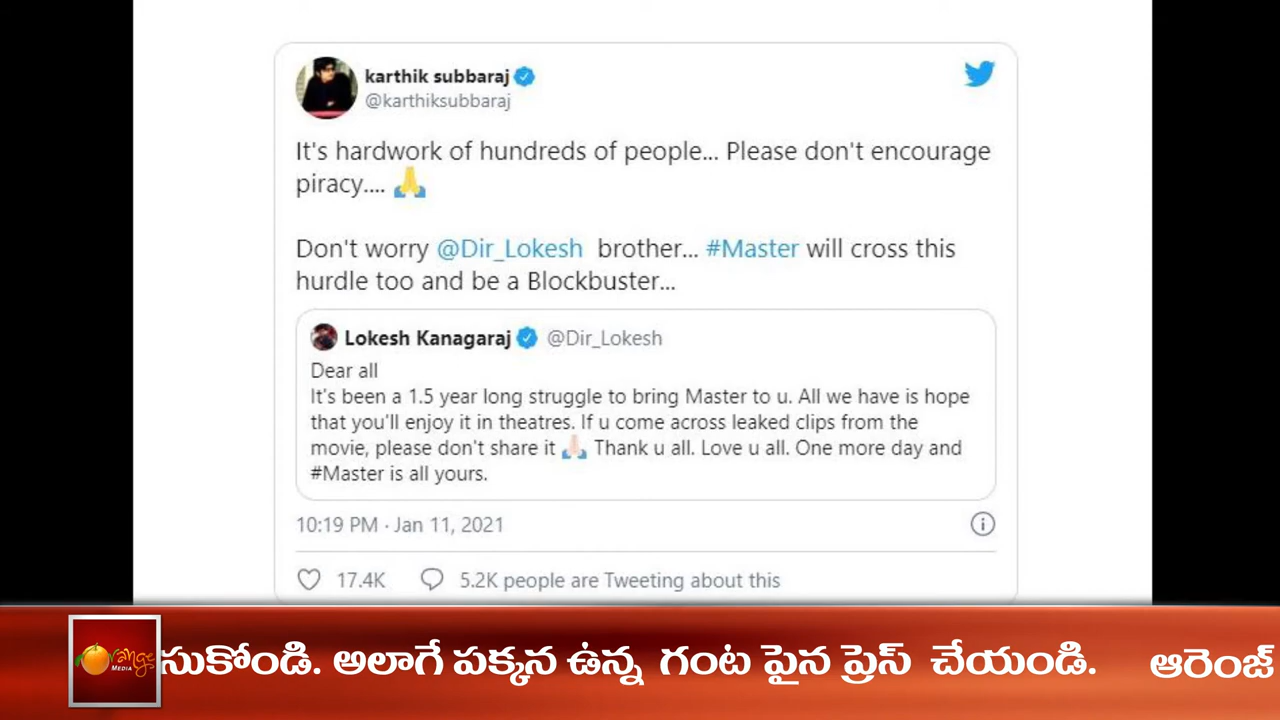 karthik subbaraj
@karthiksubbaraj
It's hardwork of hundreds of people... Please don't encourage
piracy.... 🙏
Don't worry @Dir_Lokesh brother... #Master will cross this
hurdle too and be a Blockbuster...
Lokesh Kanagaraj @Dir_Lokesh
Dear all
It's been a 1.5 year long struggle to bring Master to u. All we have is hope
that you'll enjoy it in theatres. If u come across leaked clips from the
movie, please don't share it 🙏🏻 Thank u all. Love u all. One more day and
#Master is all yours.
10:19 PM · Jan 11, 2021
17.4K 5.2K people are Tweeting about this
Orange
MEDIA
సుకోండి. అలాగే పక్కన ఉన్న గంట పైన ప్రెస్ చేయండి. ఆరెంజ్